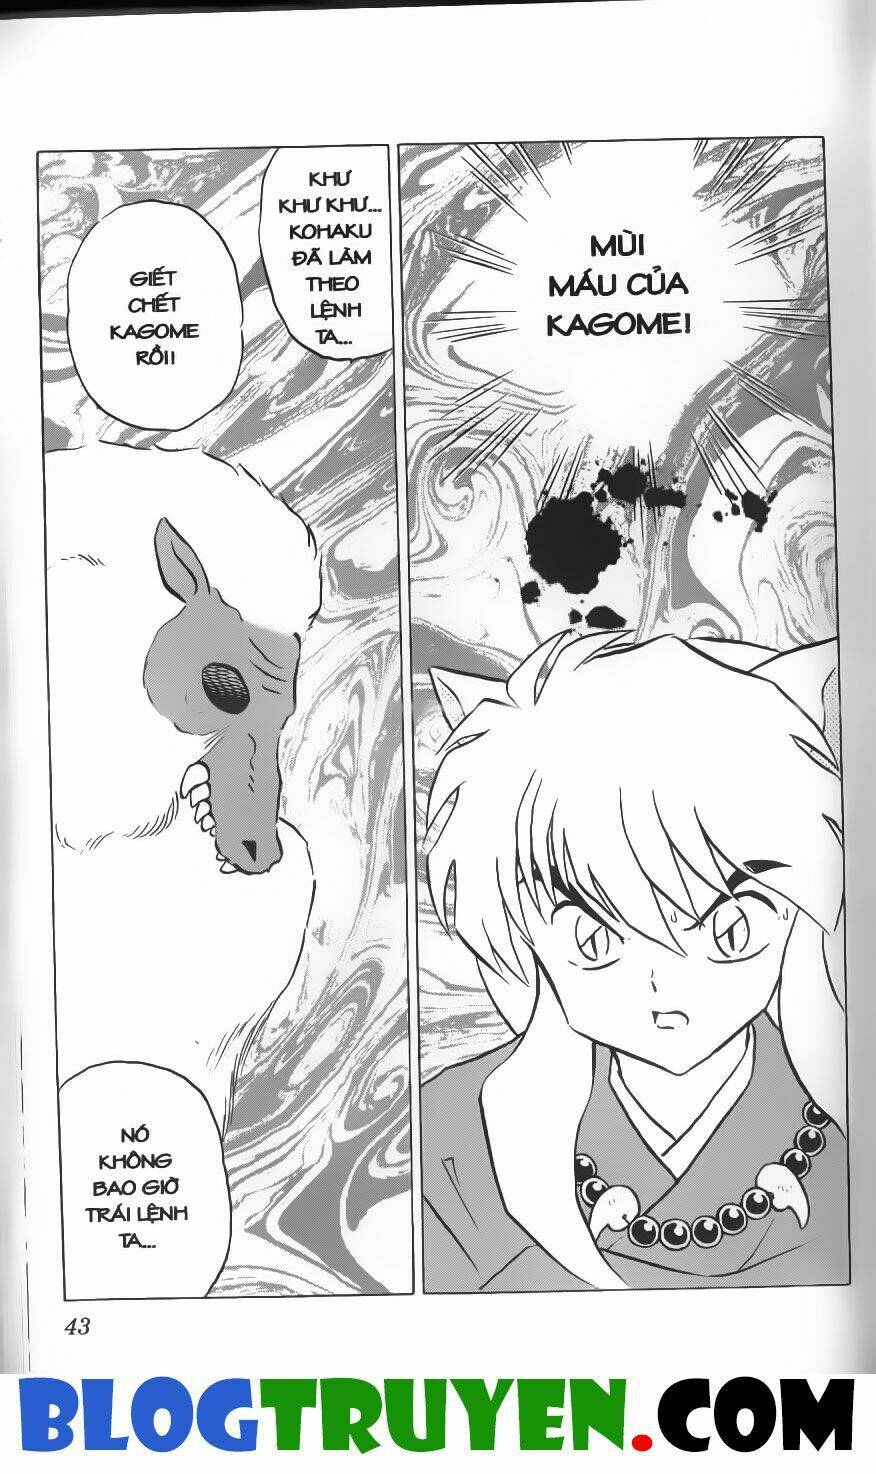 MÙI
MÁU CỦA
KAGOME!
KHƯ
KHƯ KHƯ...
KOHAKU
ĐÃ LÀM
THEO
LỆNH
TA...
GIẾT
CHẾT
KAGOME
RỒI!
NÓ
KHÔNG
BAO GIỜ
TRÁI LỆNH
TA...
43
BLOGTRUYEN.COM